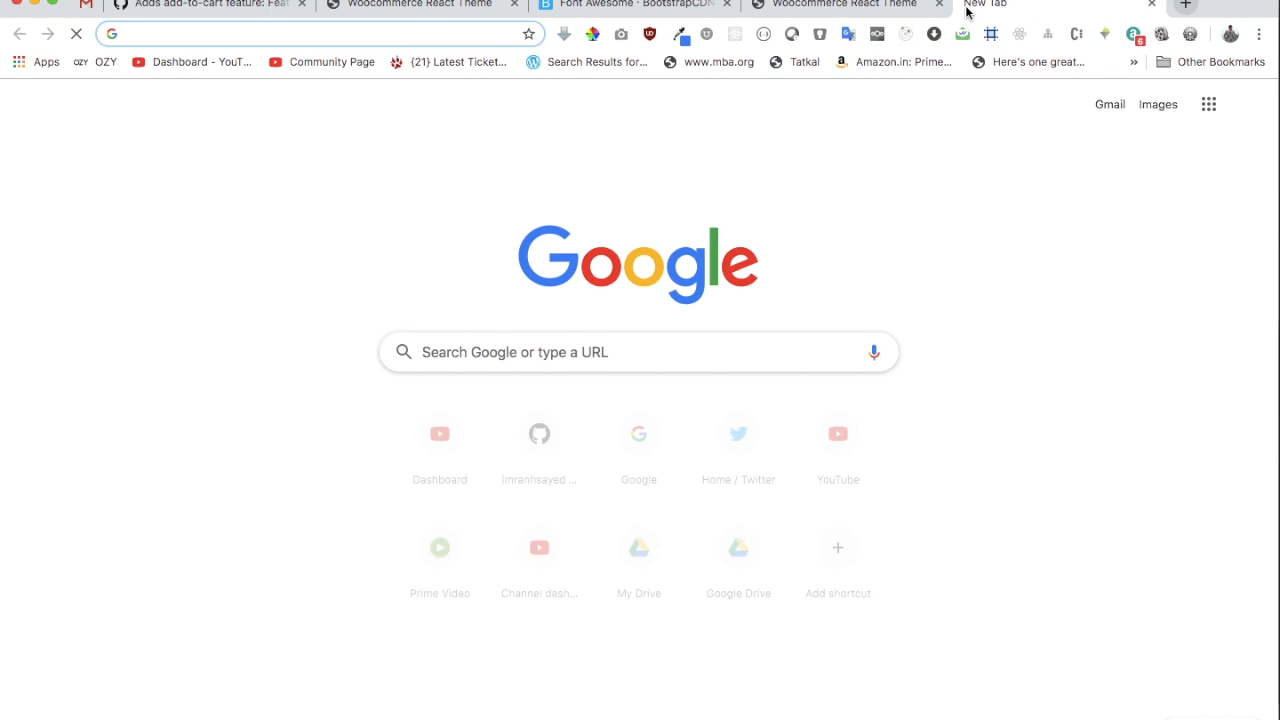 Adds add-to-cart feature: Feat
Woocommerce React Theme
Font Awesome · BootstrapCDN
Woocommerce React Theme
New Tab
Apps
OZY OZY
Dashboard - YouT...
Community Page
{21} Latest Ticket...
Search Results for...
www.mba.org
Tatkal
Amazon.in: Prime...
Here's one great...
»
Other Bookmarks
Gmail
Images
Google
Search Google or type a URL
Dashboard
Imranhsayed ...
Google
Home / Twitter
YouTube
Prime Video
Channel dash...
My Drive
Google Drive
Add shortcut
6